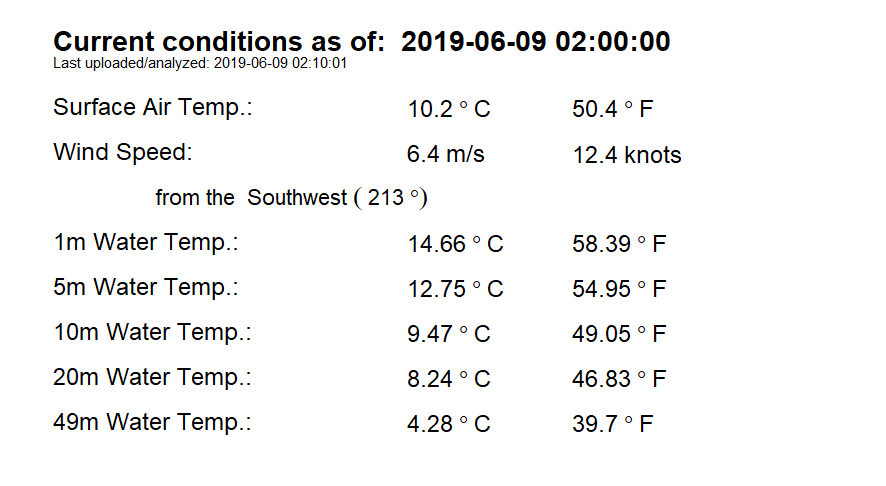 Current conditions as of: 2019-06-09 02:00:00
Last uploaded/analyzed: 2019-06-09 02:10:01
Surface Air Temp.: 10.2 ° C 50.4 ° F
Wind Speed: 6.4 m/s 12.4 knots
from the Southwest ( 213 °)
1m Water Temp.: 14.66 ° C 58.39 ° F
5m Water Temp.: 12.75 ° C 54.95 ° F
10m Water Temp.: 9.47 ° C 49.05 ° F
20m Water Temp.: 8.24 ° C 46.83 ° F
49m Water Temp.: 4.28 ° C 39.7 ° F